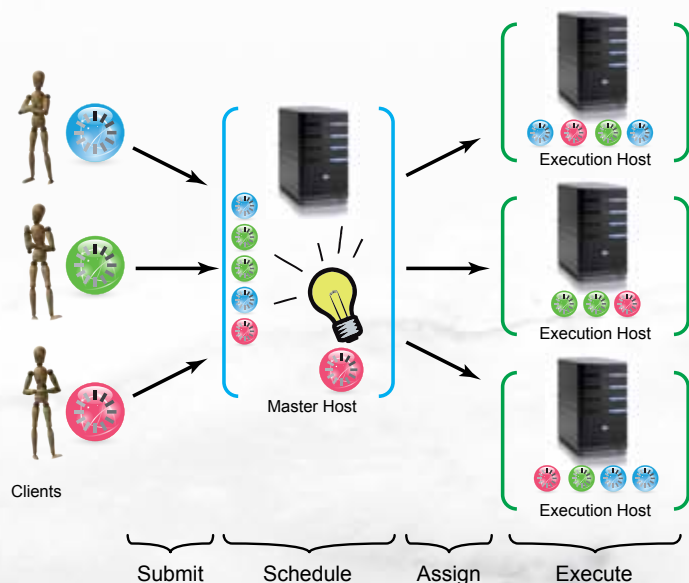 Execution Host
Execution Host
Master Host
Clients
Execution Host
Submit Schedule Assign Execute